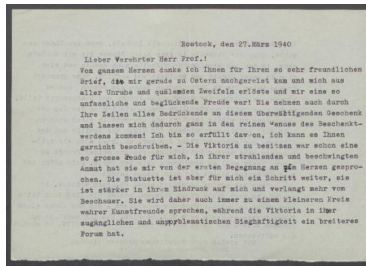 Rostock, den 27.März 1940
Lieber Verehrter Herr Prof.!
Von ganzem Herzen danke ich Ihnen für Ihren so sehr freundlichen
Brief, der mir gerade zu Ostern nachgereist kam und mich aus
aller Unruhe und quälenden Zweifeln erlöste und mir eine so
unfassliche und beglückende Freude war! Sie nehmen auch durch
Ihre Zeilen alles Bedrückende an diesem Überwältigenden Geschenk
und lassen mich dadurch ganz in den reinen Genuss des Beschenkt-
werdens kommen! Ich bin so erfüllt davon, ich kann es Ihnen
garnicht beschreiben. - Die Viktoria zu besitzen war schon eine
so grosse Freude für mich, in ihrer strahlenden und beschwingten
Anmut hat sie mir von der ersten Begegnung an zum Herzen gespro-
chen. Die Statuette ist aber für mich ein Schritt weiter, sie
ist stärker in ihrem Eindruck auf mich und verlangt mehr vom
Beschauer. Sie wird daher auch immer zu einem kleineren Kreis
wahrer Kunstfreunde sprechen, während die Viktoria in ihrer
zugänglichen und unproblematischen Sieghaftigkeit ein breiteres
Forum hat.